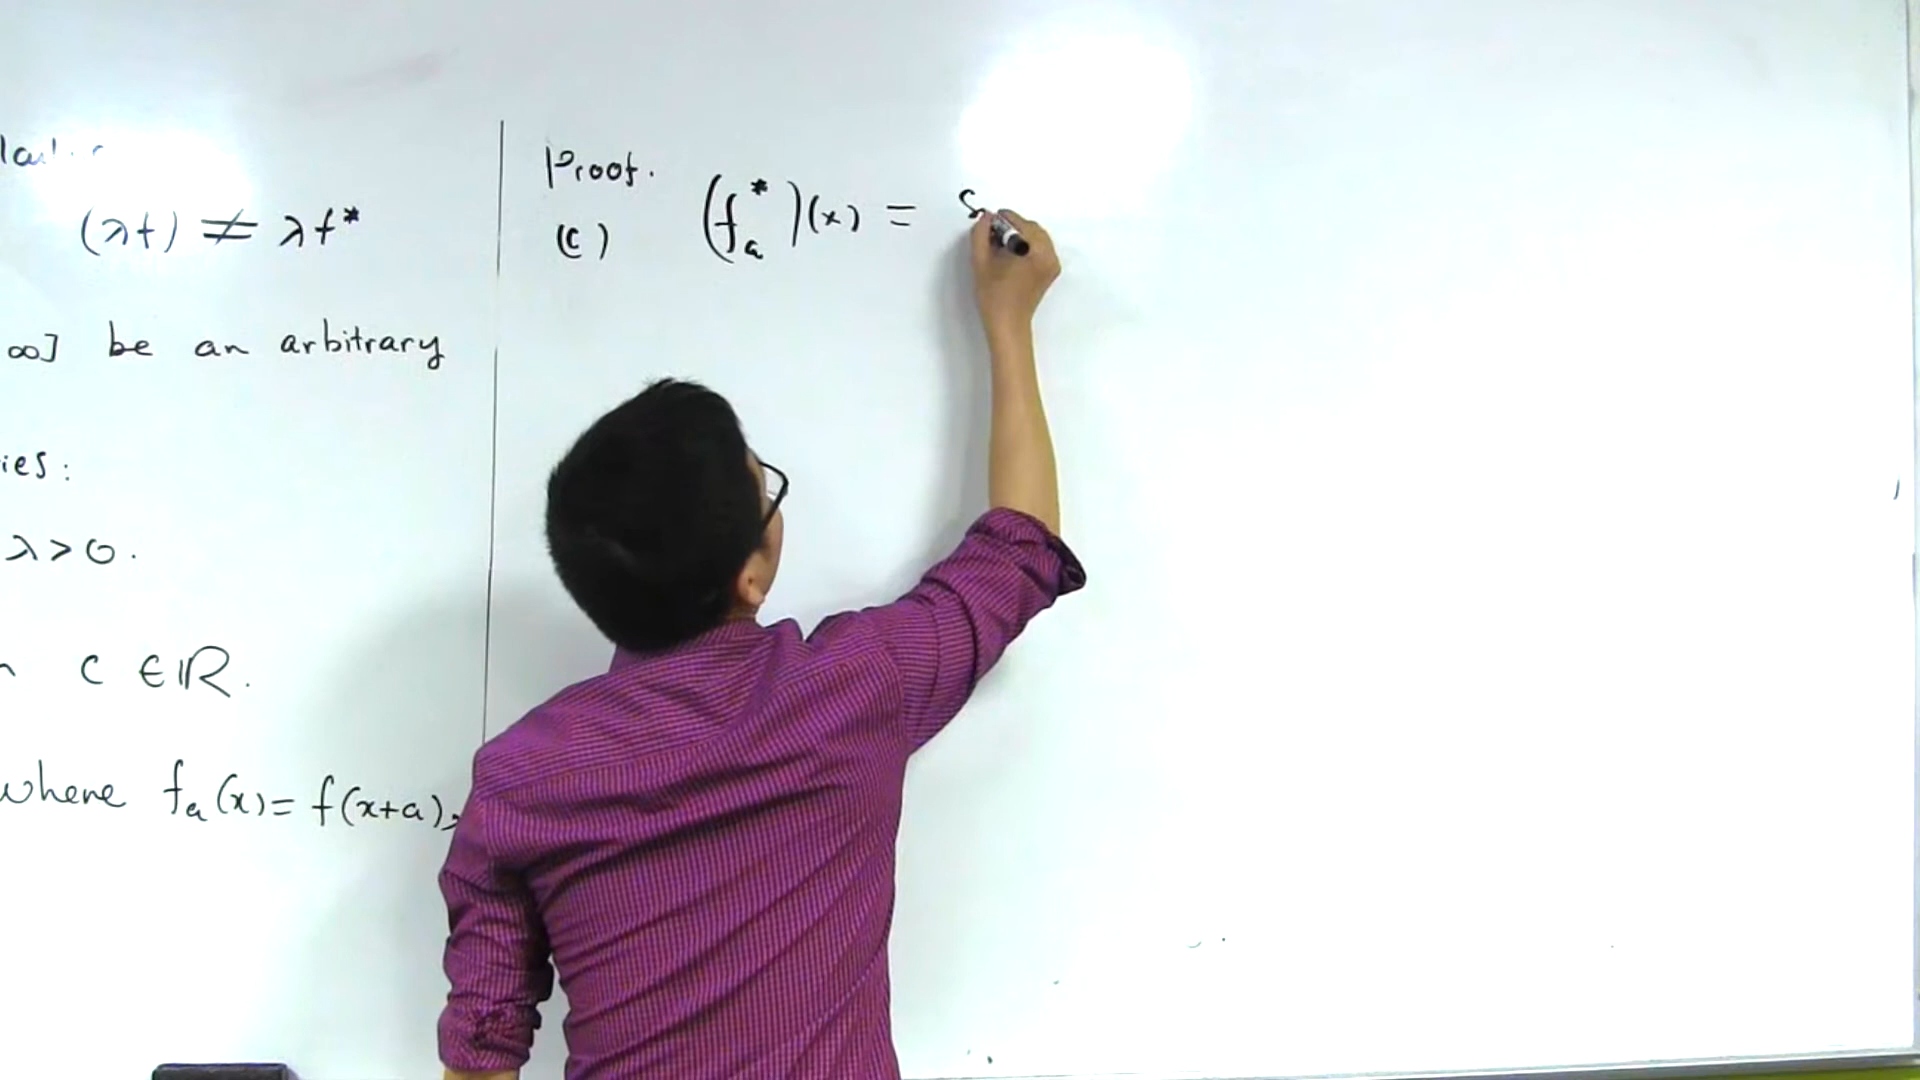 (λf) ≠ λf*
∞] be an arbitrary
ies:
λ>0.
C ∈ ℝ.
where fₐ(x) = f(x+a),
Proof.
(c) (fₐ*)(x) = s